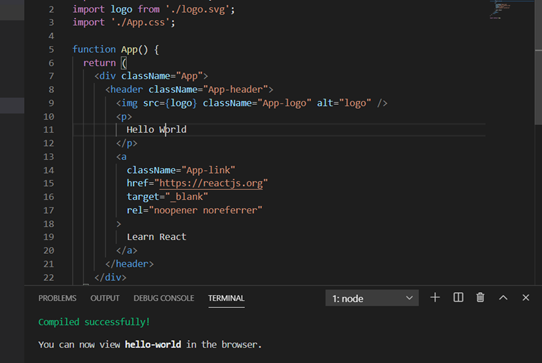 2 import logo from './logo.svg';
3 import './App.css';
4
5 function App() {
6 return (
7 <div className="App">
8 <header className="App-header">
9 <img src={logo} className="App-logo" alt="logo" />
10 <p>
11 Hello World
12 </p>
13 <a
14 className="App-link"
15 href="https://reactjs.org"
16 target="_blank"
17 rel="noopener noreferrer"
18 >
19 Learn React
20 </a>
21 </header>
22 </div>
PROBLEMS OUTPUT DEBUG CONSOLE TERMINAL 1: node
Compiled successfully!
You can now view hello-world in the browser.